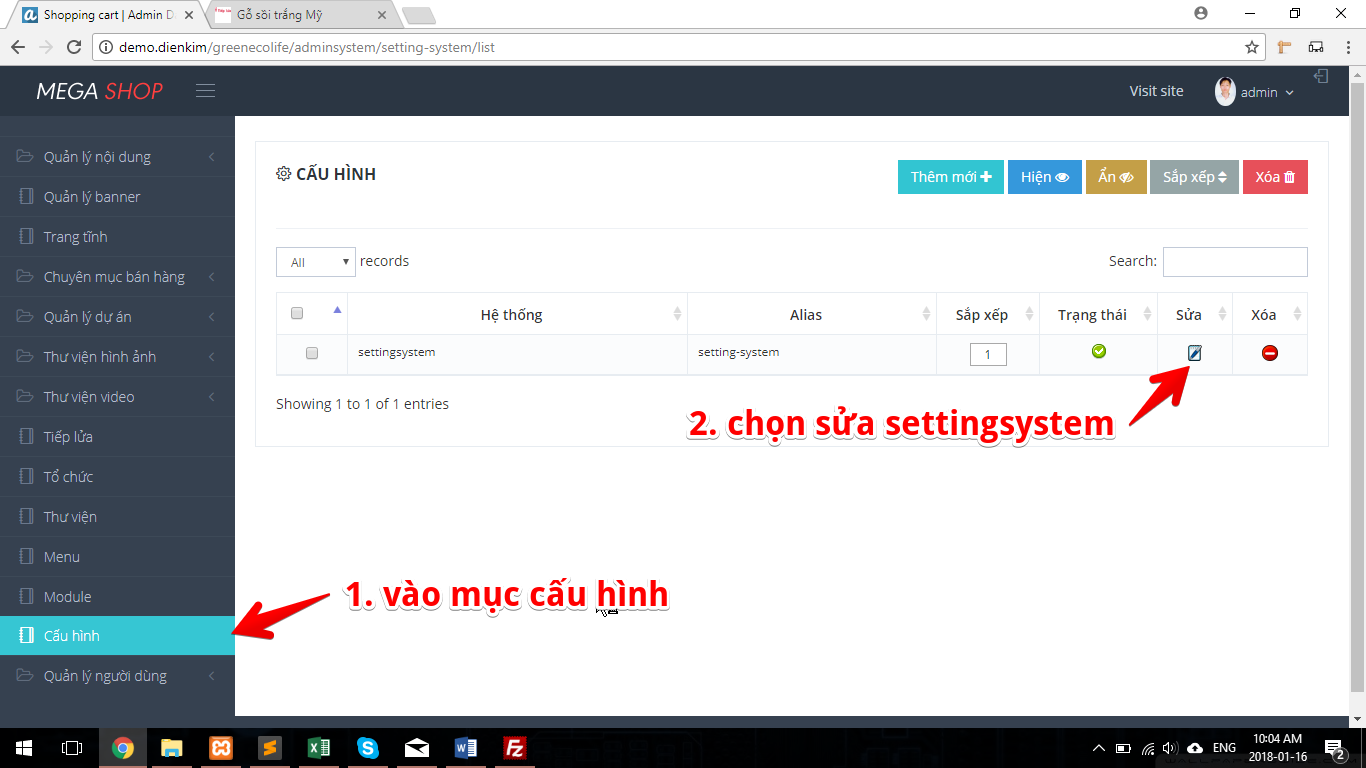 Shopping cart | Admin D
Gỗ sồi trắng Mỹ
demo.dienkim/greenecolife/adminsystem/setting-system/list
MEGA SHOP
Visit site
admin
Quản lý nội dung
Quản lý banner
Trang tĩnh
Chuyên mục bán hàng
Quản lý dự án
Thư viện hình ảnh
Thư viện video
Tiếp lửa
Tổ chức
Thư viện
Menu
Module
Cấu hình
Quản lý người dùng
CẤU HÌNH
Thêm mới
Hiện
Ẩn
Sắp xếp
Xóa
All records
Search:
Hệ thống Alias Sắp xếp Trạng thái Sửa Xóa
settingsystem setting-system 1
Showing 1 to 1 of 1 entries
2. chọn sửa settingsystem
1. vào mục cấu hình
ENG
10:04 AM
2018-01-16
2